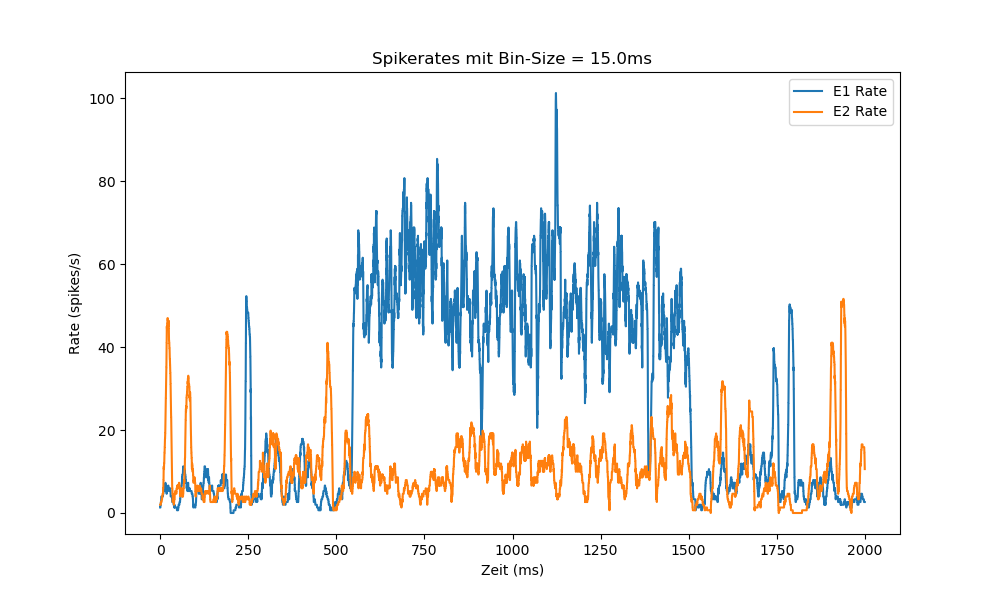 Spikerates mit Bin-Size = 15.0ms
E1 Rate
E2 Rate
Rate (spikes/s)
100
80
60
40
20
0
0 250 500 750 1000 1250 1500 1750 2000
Zeit (ms)